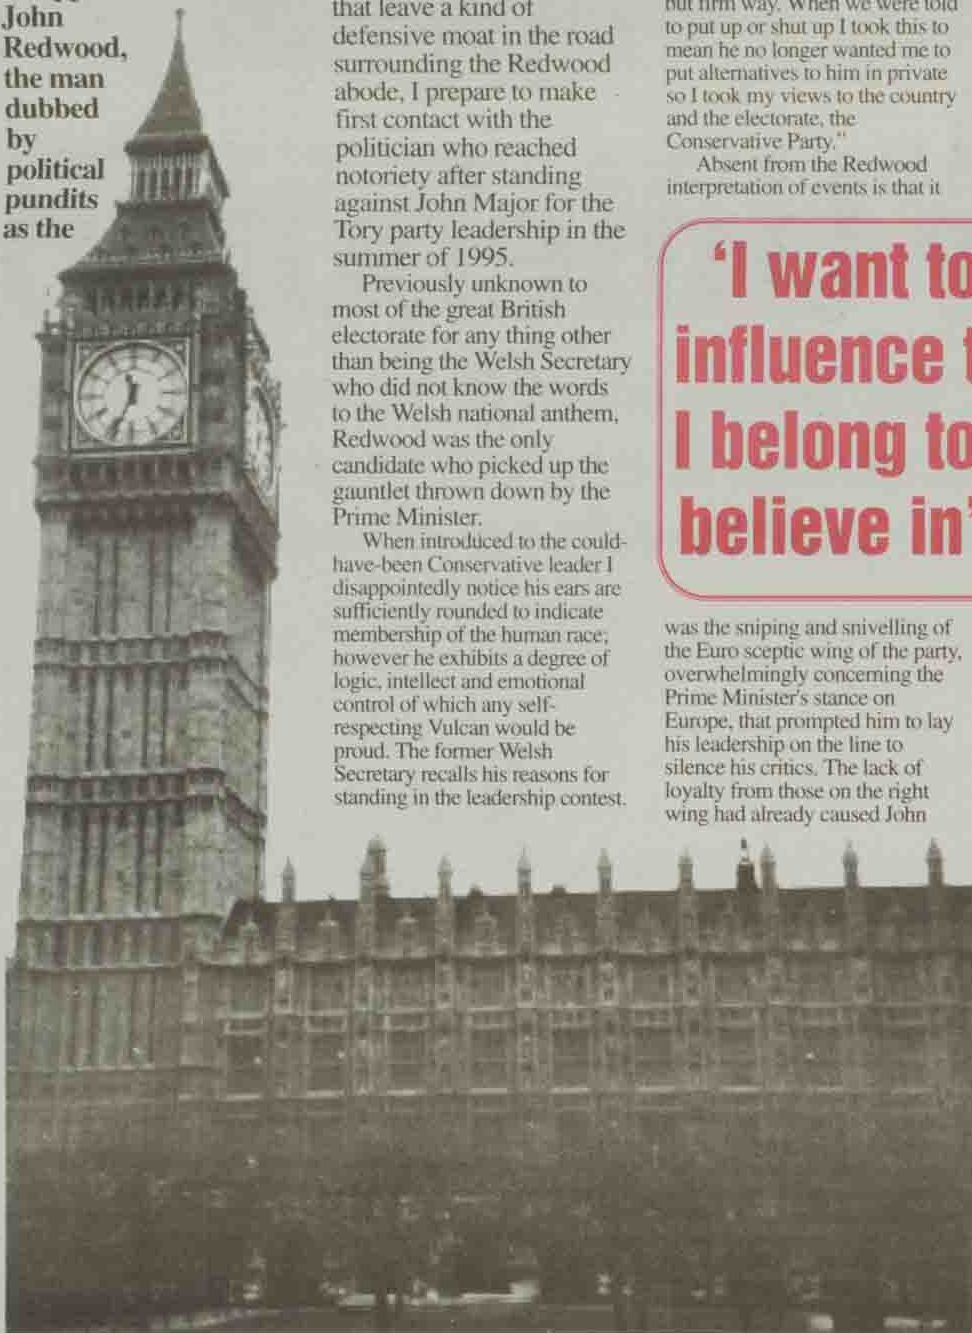 John
Redwood,
the man
dubbed
by
political
pundits
as the
that leave a kind of
defensive moat in the road
surrounding the Redwood
abode, I prepare to make
first contact with the
politician who reached
notoriety after standing
against John Major for the
Tory party leadership in the
summer of 1995.
Previously unknown to
most of the great British
electorate for any thing other
than being the Welsh Secretary
who did not know the words
to the Welsh national anthem,
Redwood was the only
candidate who picked up the
gauntlet thrown down by the
Prime Minister.
When introduced to the could-
have-been Conservative leader I
disappointedly notice his ears are
sufficiently rounded to indicate
membership of the human race;
however he exhibits a degree of
logic, intellect and emotional
control of which any self-
respecting Vulcan would be
proud. The former Welsh
Secretary recalls his reasons for
standing in the leadership contest.
but firm way. When we were told
to put up or shut up I took this to
mean he no longer wanted me to
put alternatives to him in private
so I took my views to the country
and the electorate, the
Conservative Party."
Absent from the Redwood
interpretation of events is that it
'I want to
influence
I belong to
believe in'
was the sniping and snivelling of
the Euro sceptic wing of the party,
overwhelmingly concerning the
Prime Minister's stance on
Europe, that prompted him to lay
his leadership on the line to
silence his critics. The lack of
loyalty from those on the right
wing had already caused John